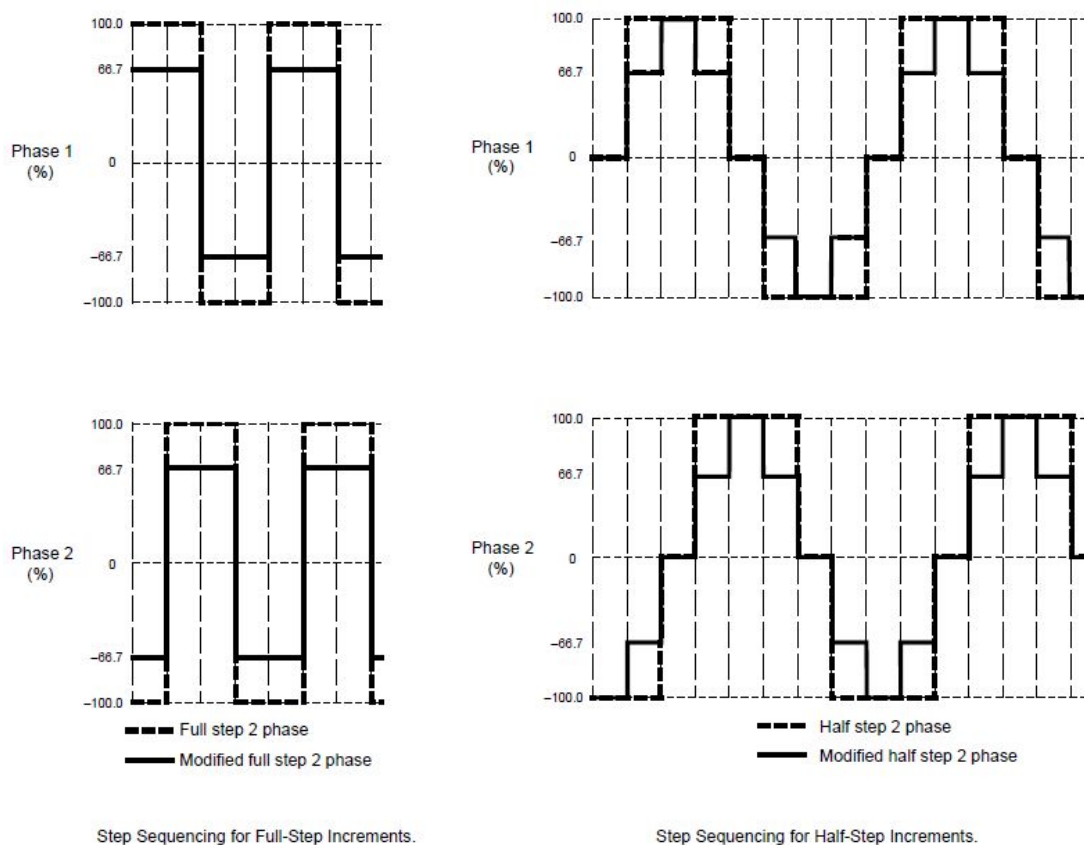 100.0
66.7
Phase 1
(%)
0
–66.7
–100.0
100.0
66.7
Phase 2
(%)
0
–66.7
–100.0
Full step 2 phase
Modified full step 2 phase
Step Sequencing for Full-Step Increments.
100.0
66.7
Phase 1
(%)
0
–66.7
–100.0
100.0
66.7
Phase 2
(%)
0
–66.7
–100.0
Half step 2 phase
Modified half step 2 phase
Step Sequencing for Half-Step Increments.